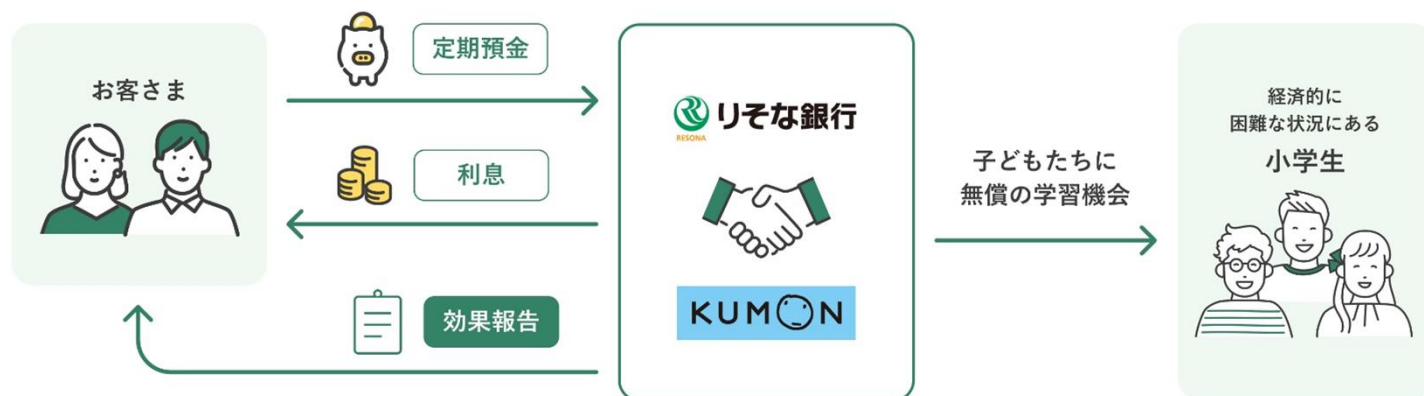 お客さま
定期預金
利息
効果報告
りそな銀行
RESONA
KUMON
子どもたちに
無償の学習機会
経済的に
困難な状況にある
小学生